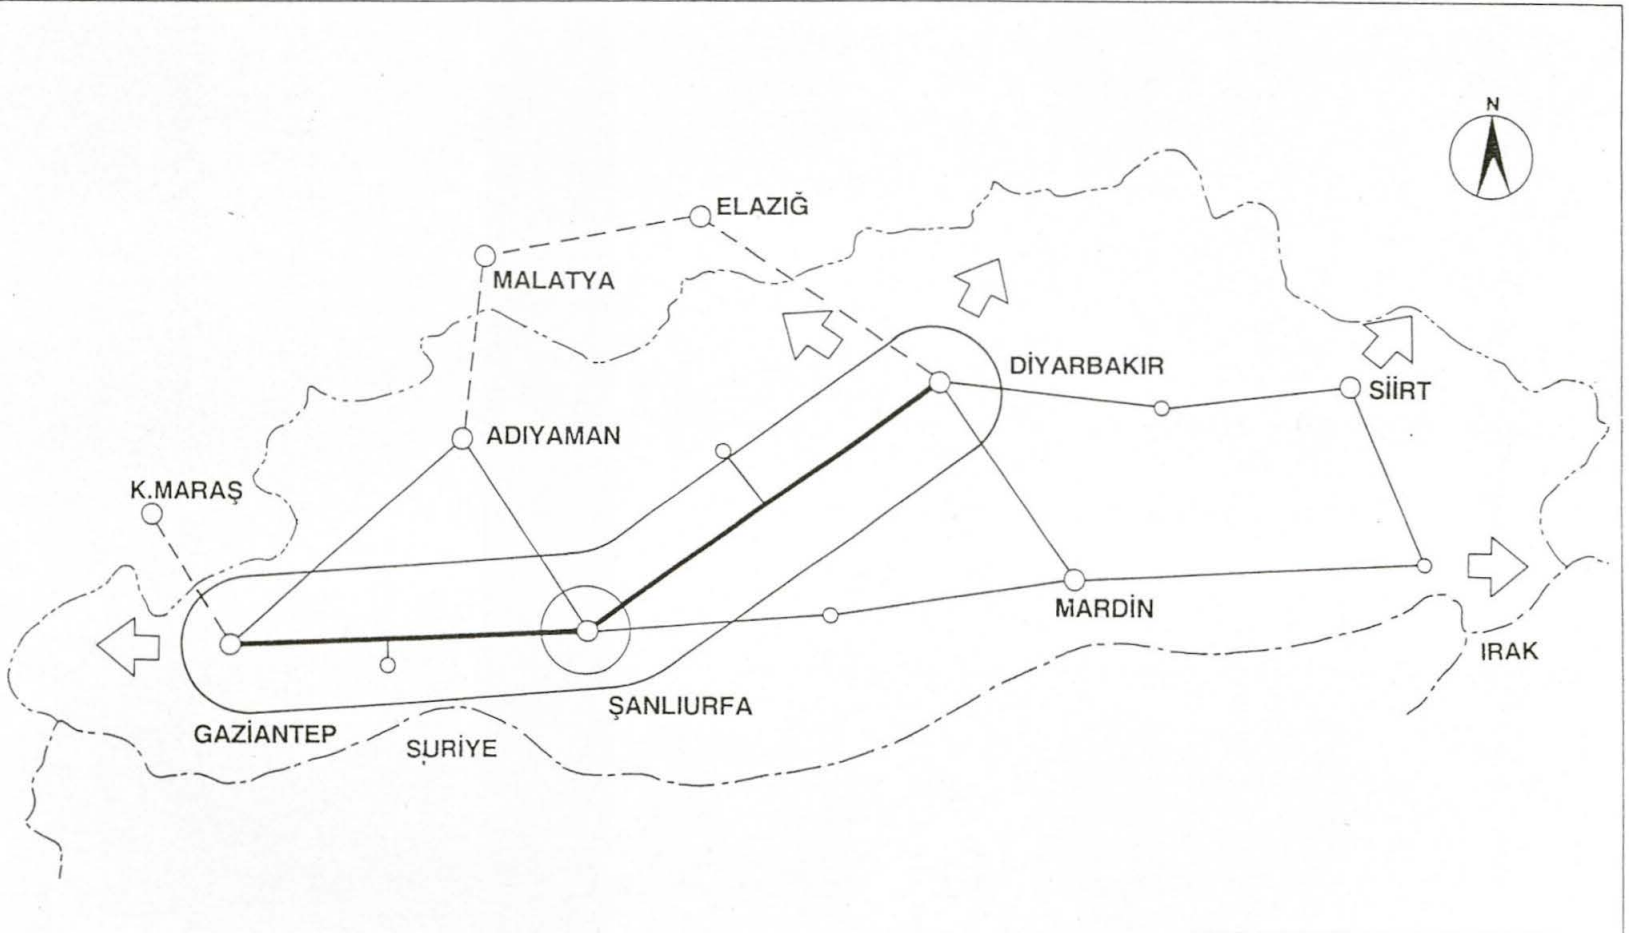 N
ELAZIĞ
MALATYA
DİYARBAKIR
SİİRT
ADIYAMAN
K.MARAŞ
MARDİN
IRAK
ŞANLIURFA
GAZİANTEP
SURİYE